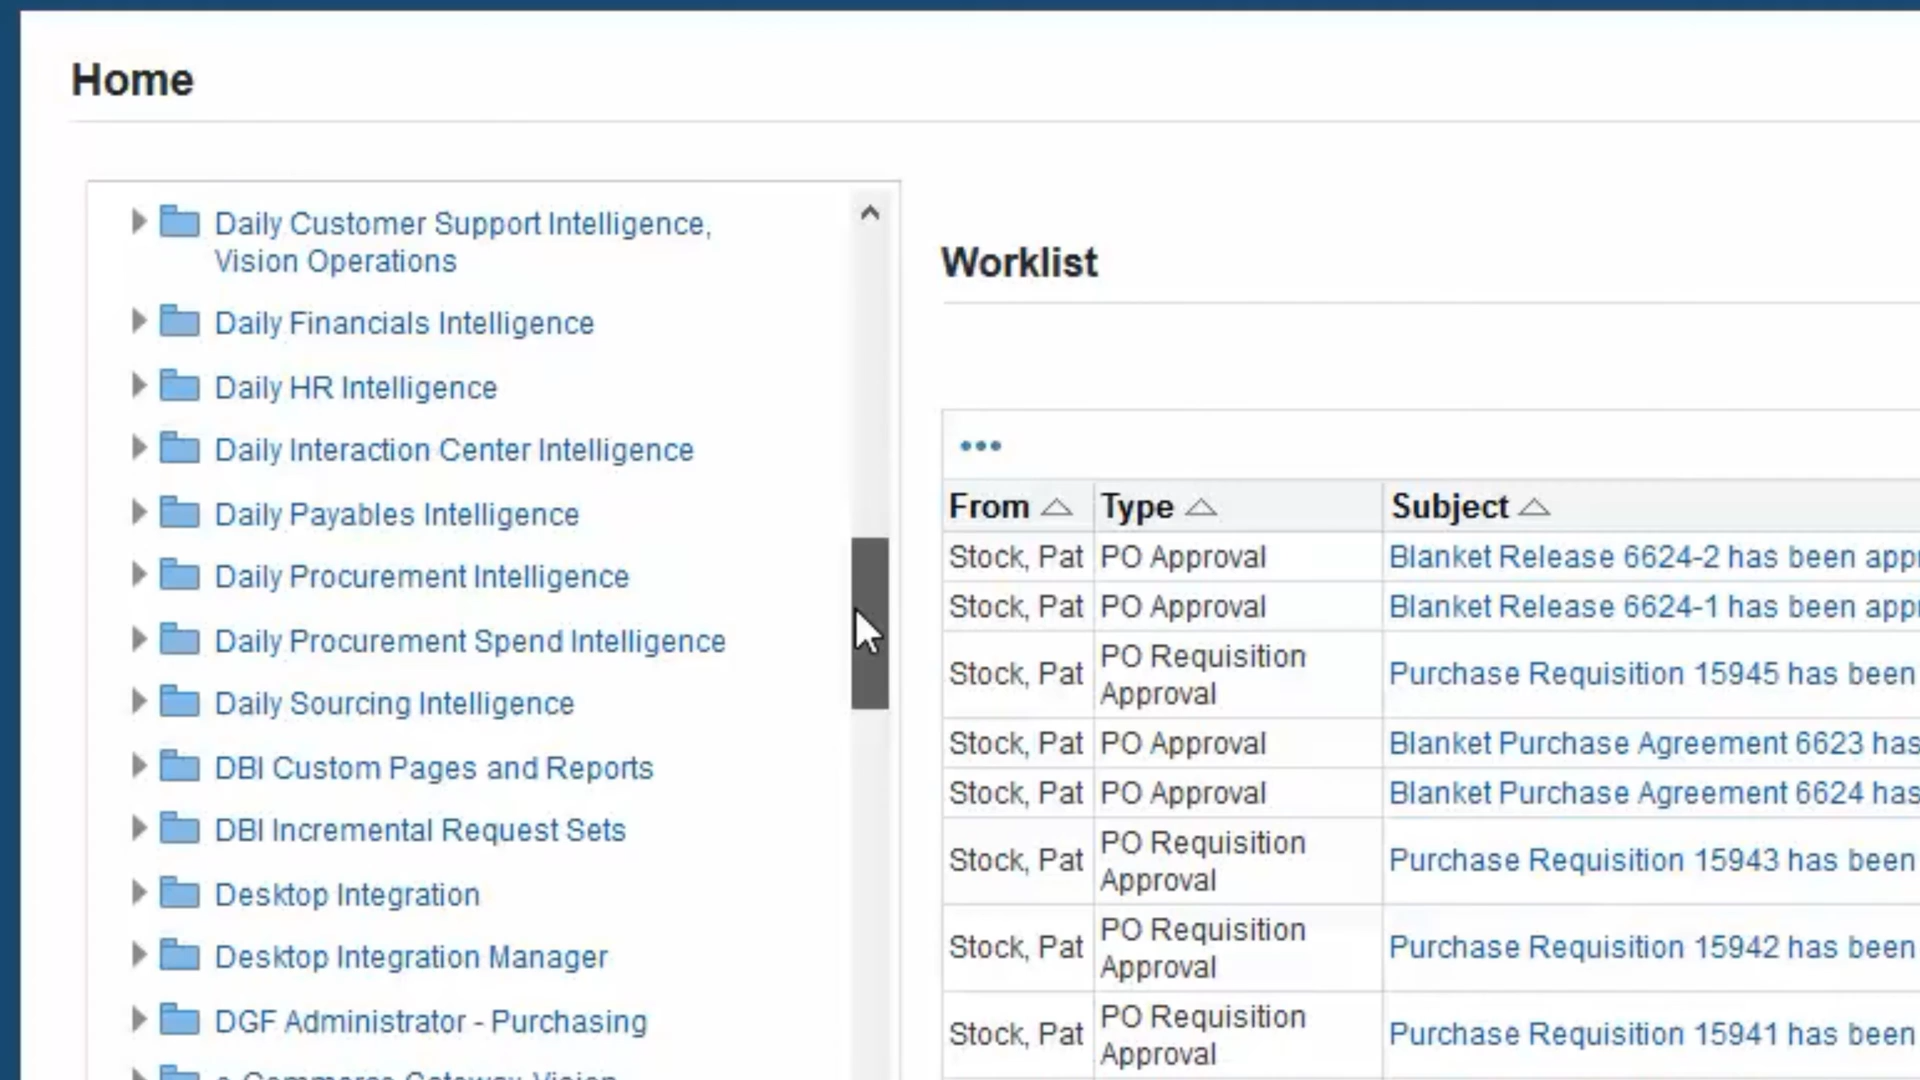 Home
Daily Customer Support Intelligence,
Vision Operations
Daily Financials Intelligence
Daily HR Intelligence
Daily Interaction Center Intelligence
Daily Payables Intelligence
Daily Procurement Intelligence
Daily Procurement Spend Intelligence
Daily Sourcing Intelligence
DBI Custom Pages and Reports
DBI Incremental Request Sets
Desktop Integration
Desktop Integration Manager
DGF Administrator - Purchasing
e-Commerce Gateway, Vision
Worklist
From Type Subject
Stock, Pat PO Approval Blanket Release 6624-2 has been
Stock, Pat PO Approval Blanket Release 6624-1 has been
Stock, Pat PO Requisition Approval Purchase Requisition 15945 has been
Stock, Pat PO Approval Blanket Purchase Agreement 6623 has
Stock, Pat PO Approval Blanket Purchase Agreement 6624 has
Stock, Pat PO Requisition Approval Purchase Requisition 15943 has been
Stock, Pat PO Requisition Approval Purchase Requisition 15942 has been
Stock, Pat PO Requisition Approval Purchase Requisition 15941 has been